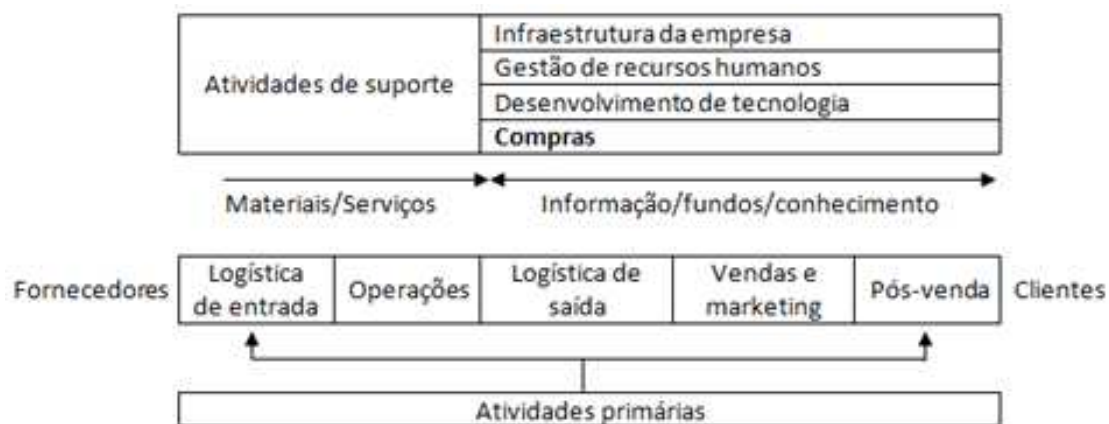 Atividades de suporte
Infraestrutura da empresa
Gestão de recursos humanos
Desenvolvimento de tecnologia
Compras
Materiais/Serviços
Informação/fundos/conhecimento
Fornecedores
Logística
de entrada
Operações
Logística de
saída
Vendas e
marketing
Pós-venda
Clientes
Atividades primárias